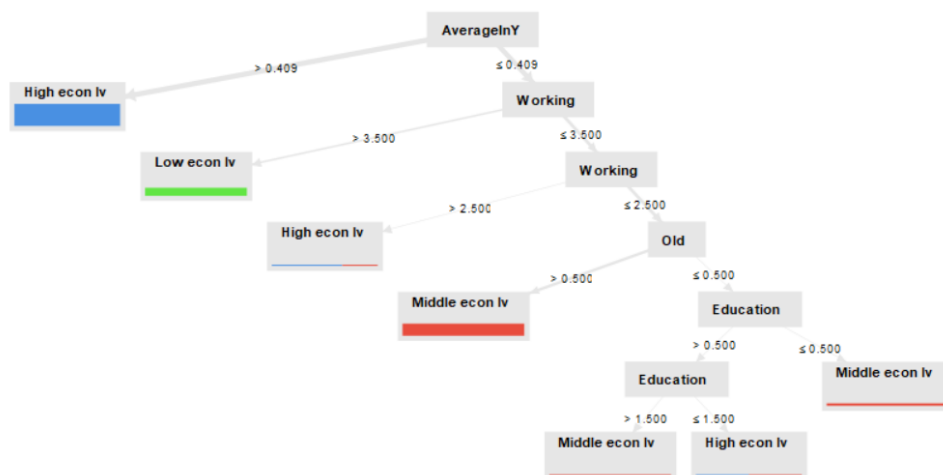 AverageInY
> 0.409
≤ 0.409
High econ lv
Working
> 3.500
≤ 3.500
Low econ lv
Working
> 2.500
≤ 2.500
High econ lv
Old
> 0.500
≤ 0.500
Middle econ lv
Education
> 0.500
≤ 0.500
Education
Middle econ lv
> 1.500
≤ 1.500
Middle econ lv
High econ lv